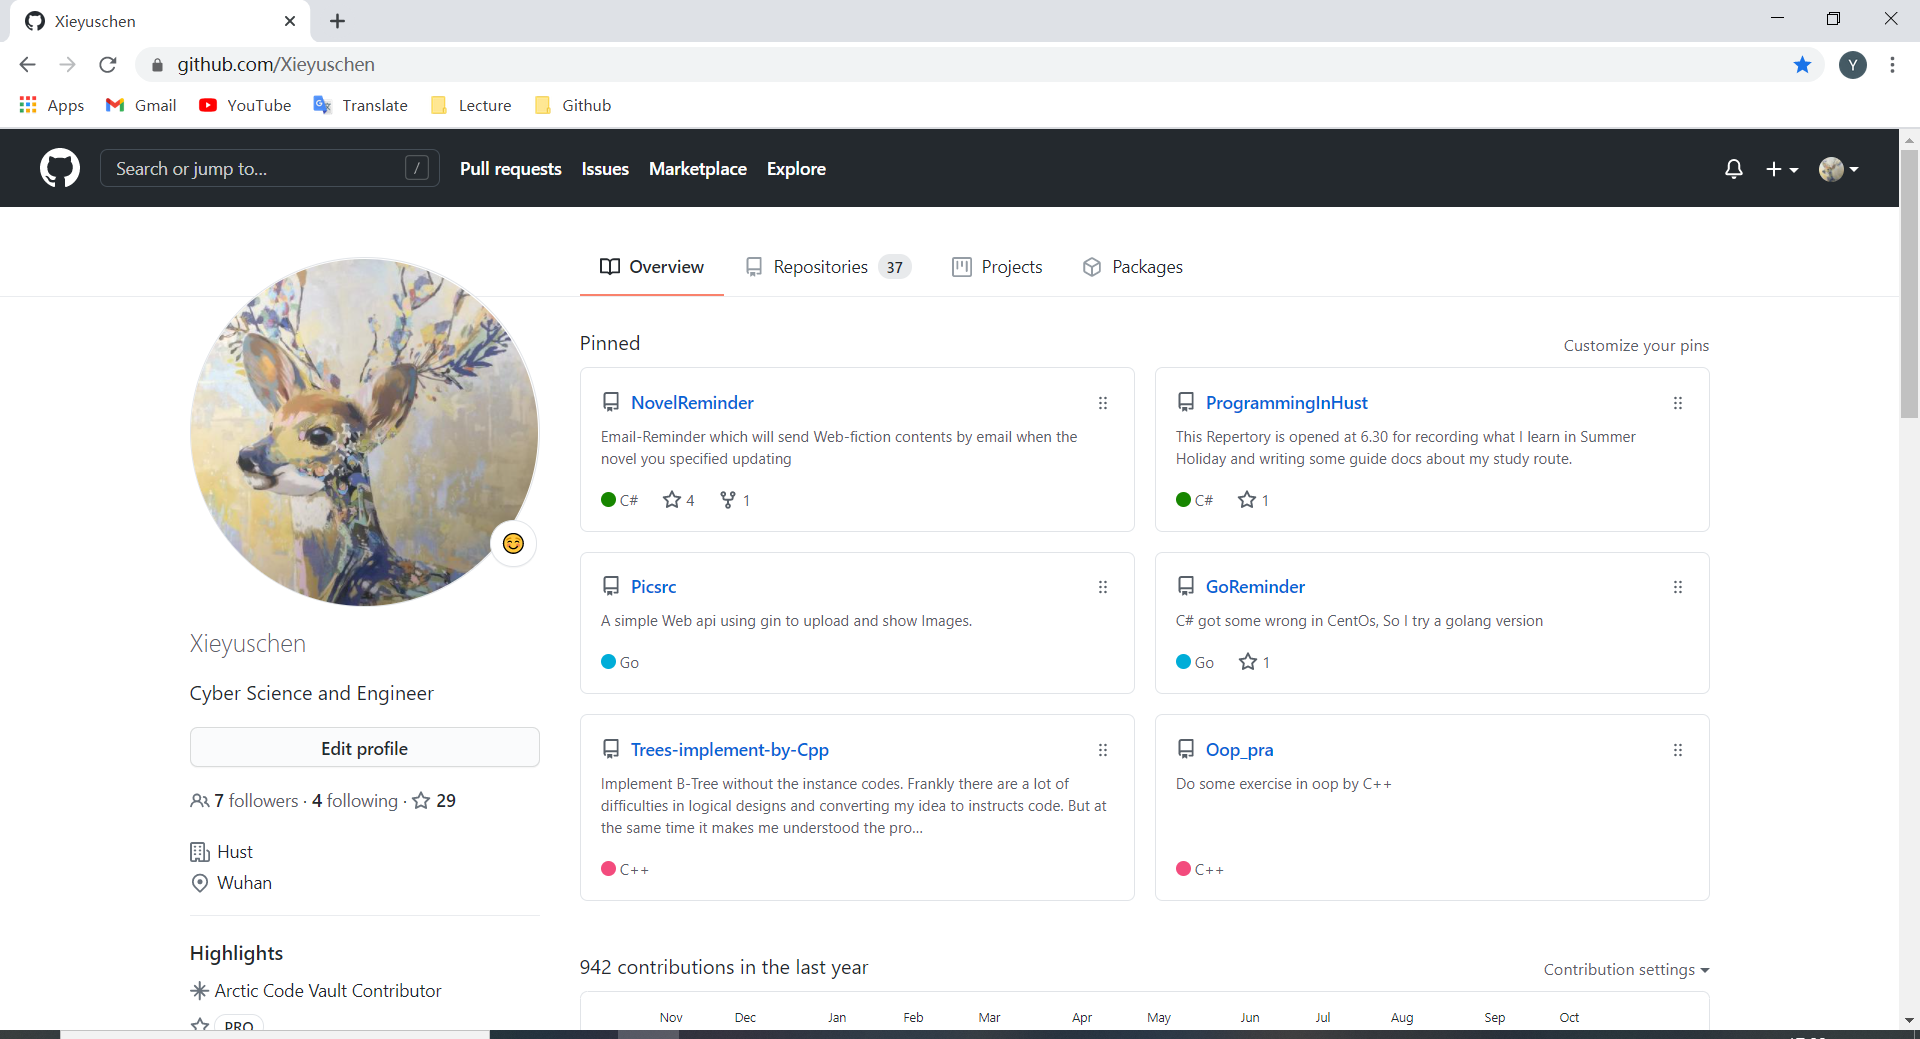 Xieyuschen
github.com/Xieyuschen
Y
Apps Gmail YouTube Translate Lecture Github
Search or jump to... / Pull requests Issues Marketplace Explore
Overview Repositories 37 Projects Packages
Pinned Customize your pins
NovelReminder
Email-Reminder which will send Web-fiction contents by email when the
novel you specified updating
C# 4 1
ProgrammingInHust
This Repertory is opened at 6.30 for recording what I learn in Summer
Holiday and writing some guide docs about my study route.
C# 1
Picsrc
A simple Web api using gin to upload and show Images.
Go
GoReminder
C# got some wrong in CentOs, So I try a golang version
Go 1
Trees-implement-by-Cpp
Implement B-Tree without the instance codes. Frankly there are a lot of
difficulties in logical designs and converting my idea to instructs code. But at
the same time it makes me understood the pro...
C++
Oop_pra
Do some exercise in oop by C++
C++
Xieyuschen
Cyber Science and Engineer
Edit profile
7 followers · 4 following · 29
Hust
Wuhan
Highlights
Arctic Code Vault Contributor
PRO
942 contributions in the last year Contribution settings
Nov Dec Jan Feb Mar Apr May Jun Jul Aug Sep Oct